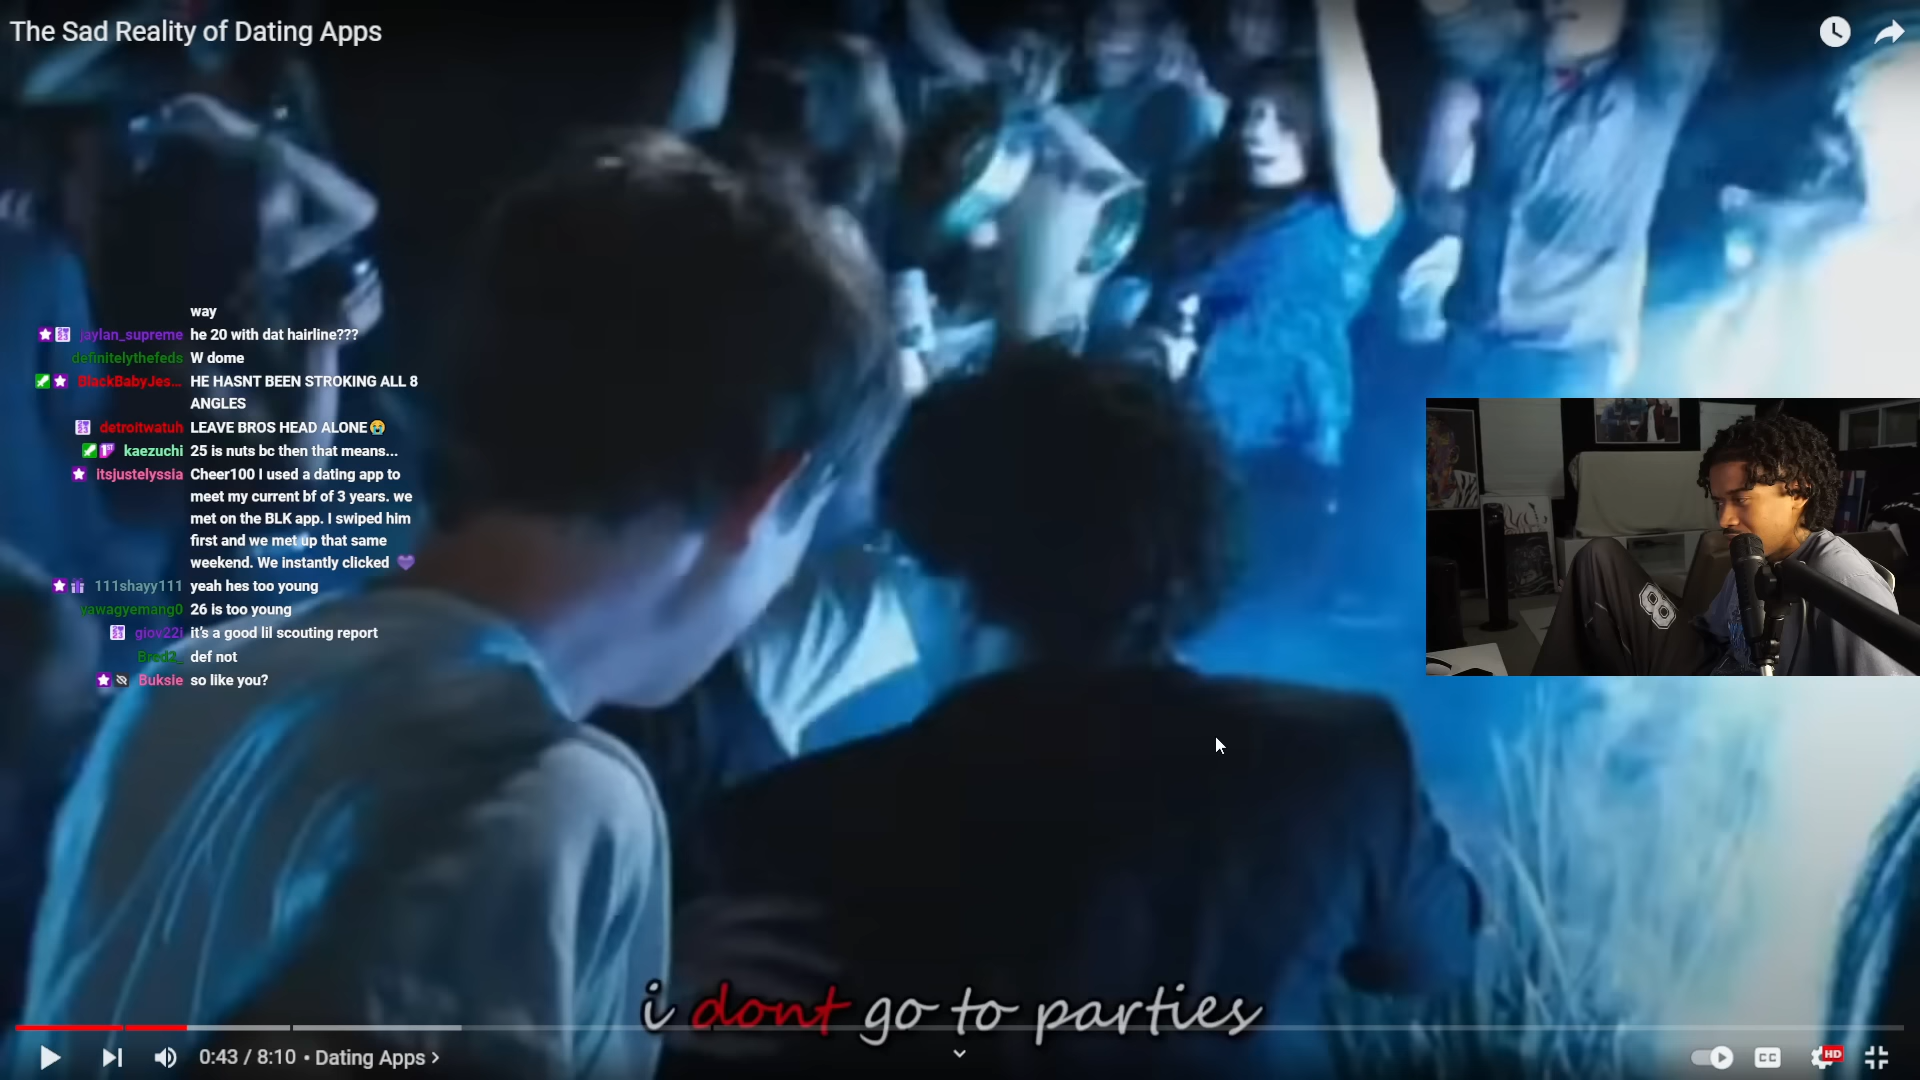 The Sad Reality of Dating Apps
way
jaylan_supreme he 20 with dat hairline???
definitelythefeds W dome
BlackBabyJes... HE HASNT BEEN STROKING ALL 8
ANGLES
detroitwatuh LEAVE BROS HEAD ALONE😭
kaezuchi 25 is nuts bc then that means...
itsjustelyssia Cheer100 I used a dating app to
meet my current bf of 3 years. we
met on the BLK app. I swiped him
first and we met up that same
weekend. We instantly clicked 💜
111shayy111 yeah hes too young
yawagyemang0 26 is too young
giov22i it's a good lil scouting report
def not
Buksie so like you?
8
i dont go to parties
0:43 / 8:10 • Dating Apps >
CC
HD